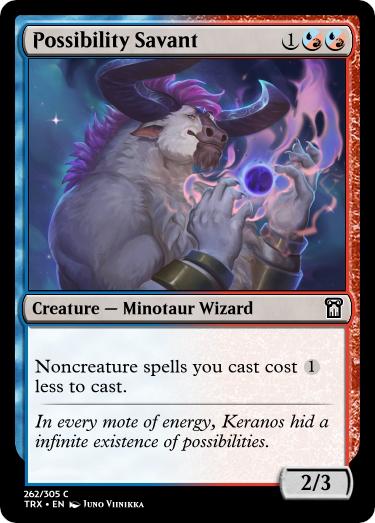 Possibility Savant 1
Creature — Minotaur Wizard
Noncreature spells you cast cost 1
less to cast.
In every mote of energy, Keranos hid a
infinite existence of possibilities.
2/3
262/305 C
TRX • EN Juno Viinikka